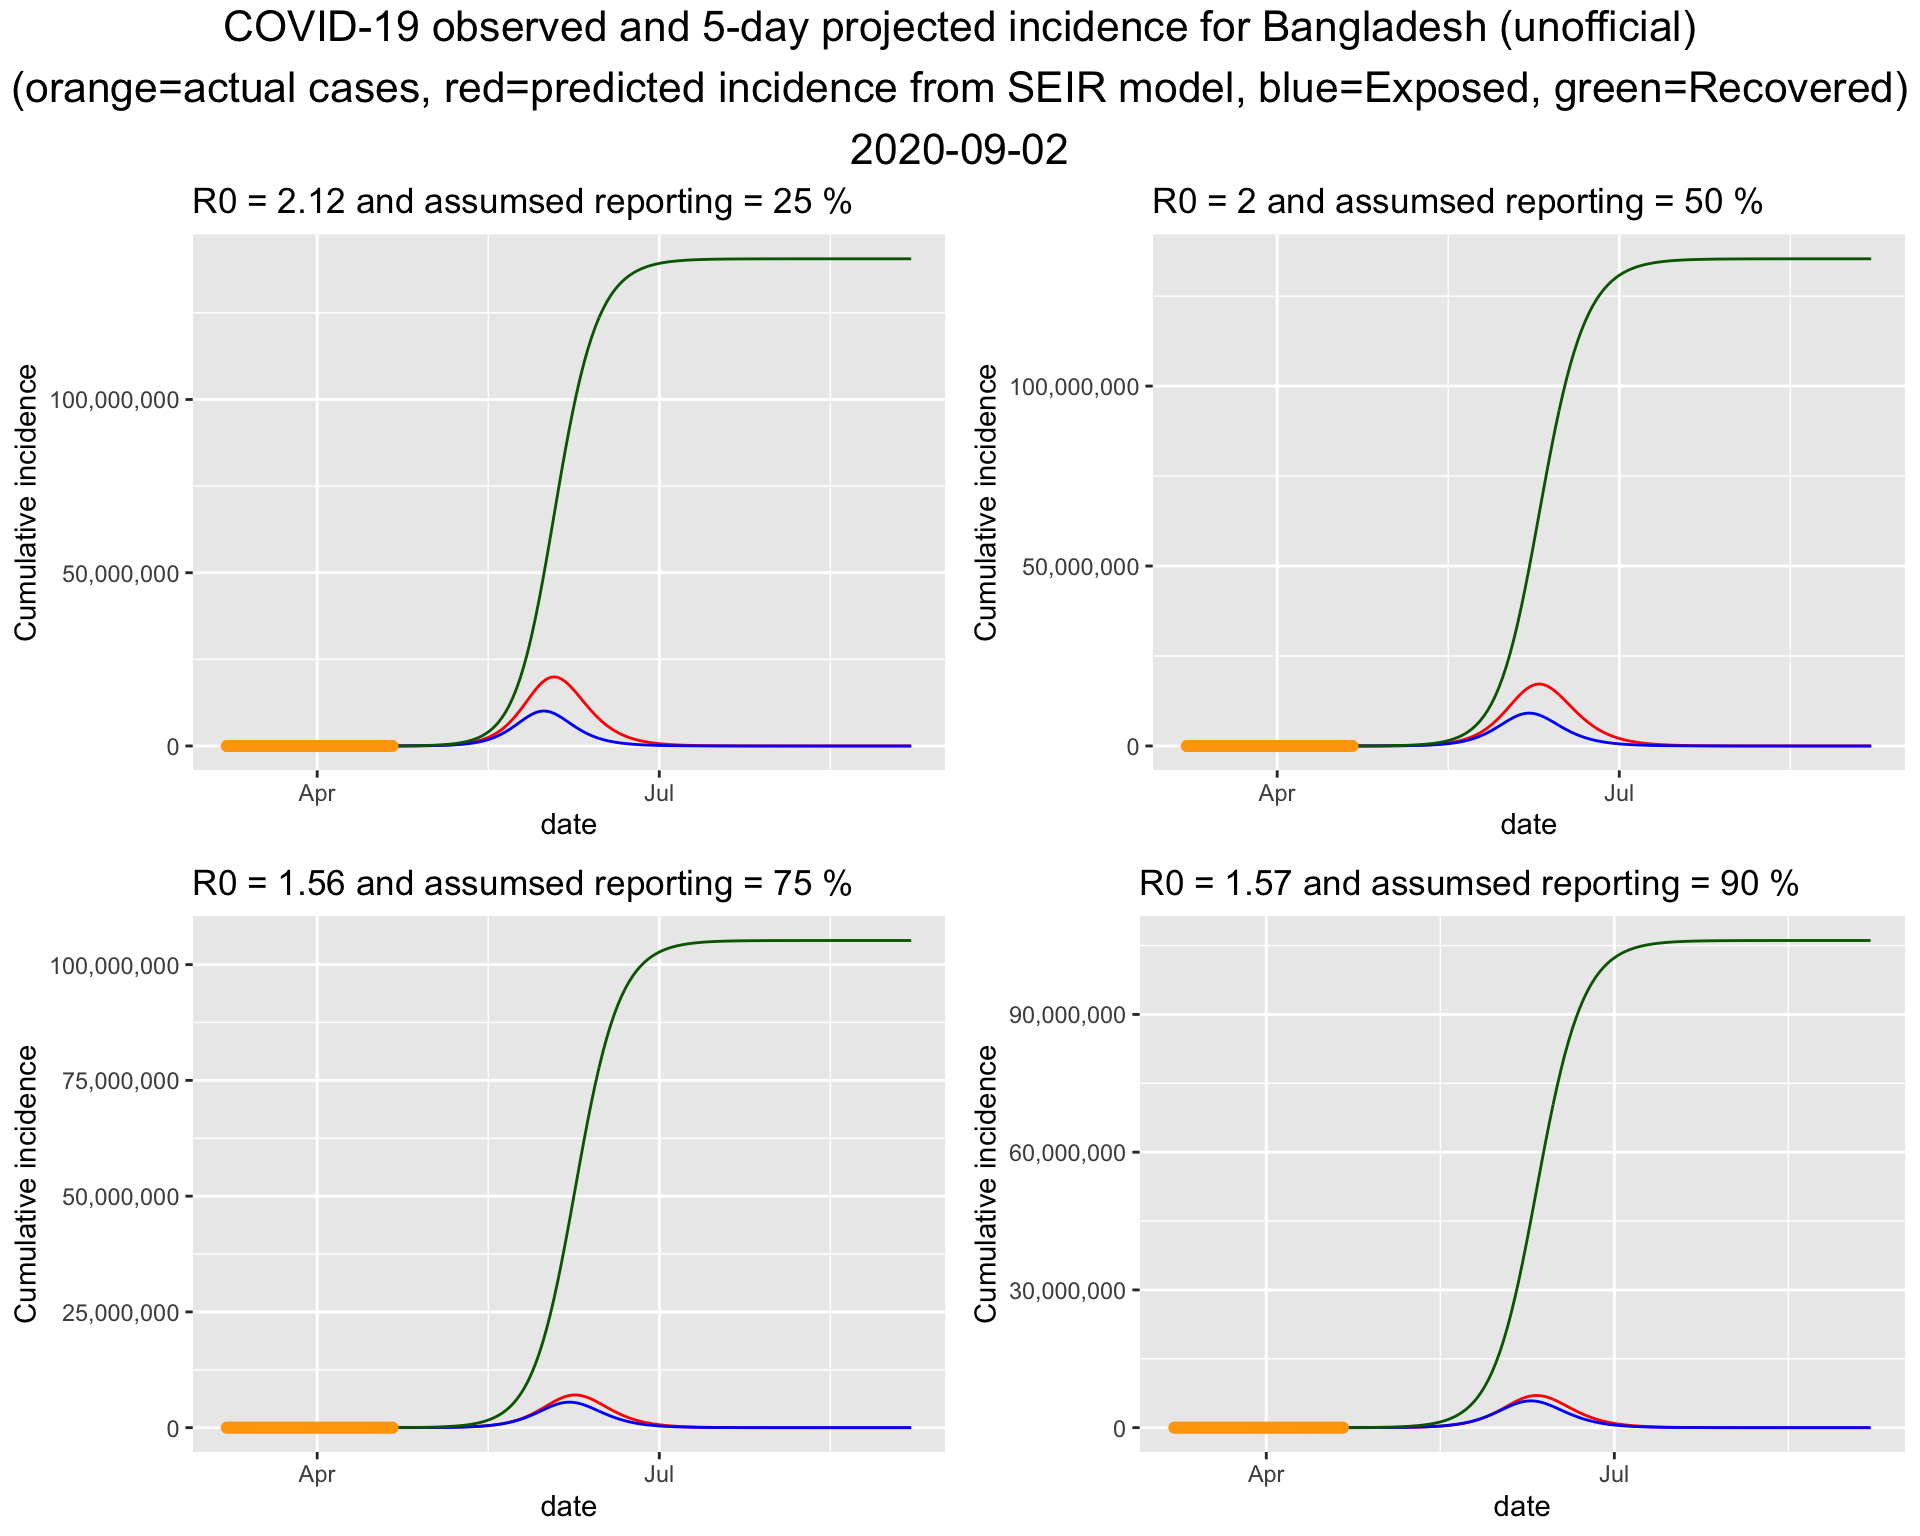 COVID-19 observed and 5-day projected incidence for Bangladesh (unofficial)
(orange=actual cases, red=predicted incidence from SEIR model, blue=Exposed, green=Recovered)
2020-09-02
R0 = 2.12 and assumsed reporting = 25 %
Cumulative incidence
100,000,000
50,000,000
0
Apr
Jul
date
R0 = 2 and assumsed reporting = 50 %
Cumulative incidence
100,000,000
50,000,000
0
Apr
Jul
date
R0 = 1.56 and assumsed reporting = 75 %
Cumulative incidence
100,000,000
75,000,000
50,000,000
25,000,000
0
Apr
Jul
date
R0 = 1.57 and assumsed reporting = 90 %
Cumulative incidence
90,000,000
60,000,000
30,000,000
0
Apr
Jul
date